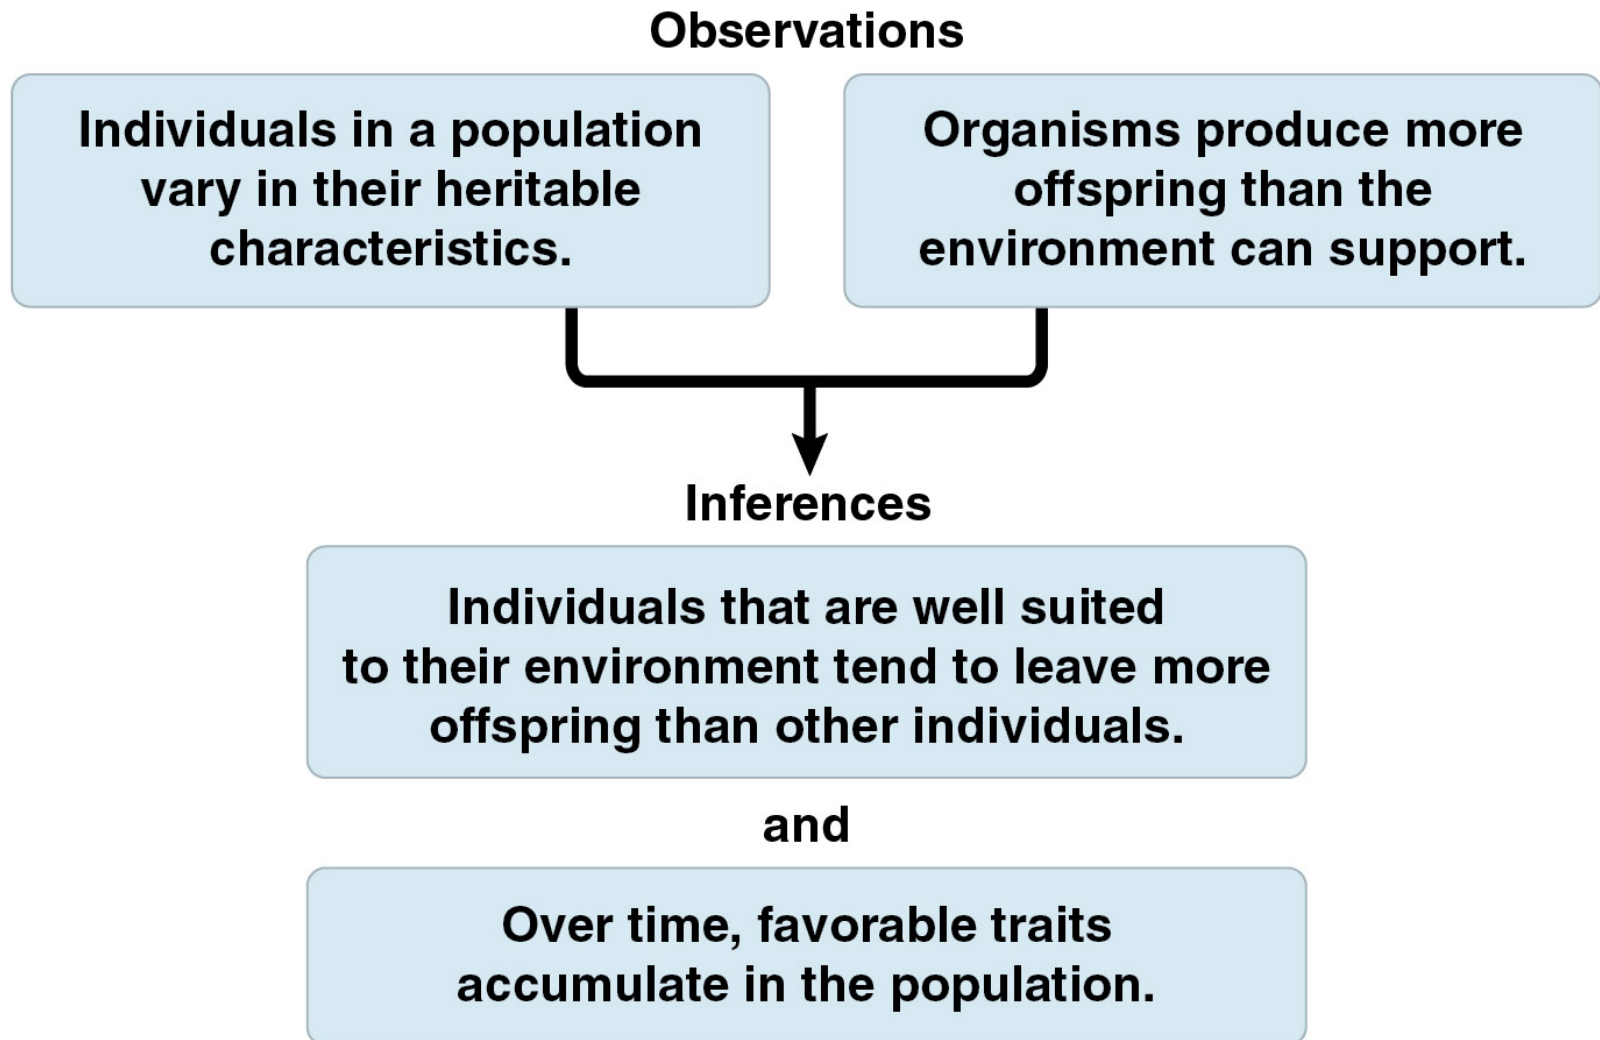 Observations
Individuals in a population
vary in their heritable
characteristics.
Organisms produce more
offspring than the
environment can support.
Inferences
Individuals that are well suited
to their environment tend to leave more
offspring than other individuals.
and
Over time, favorable traits
accumulate in the population.